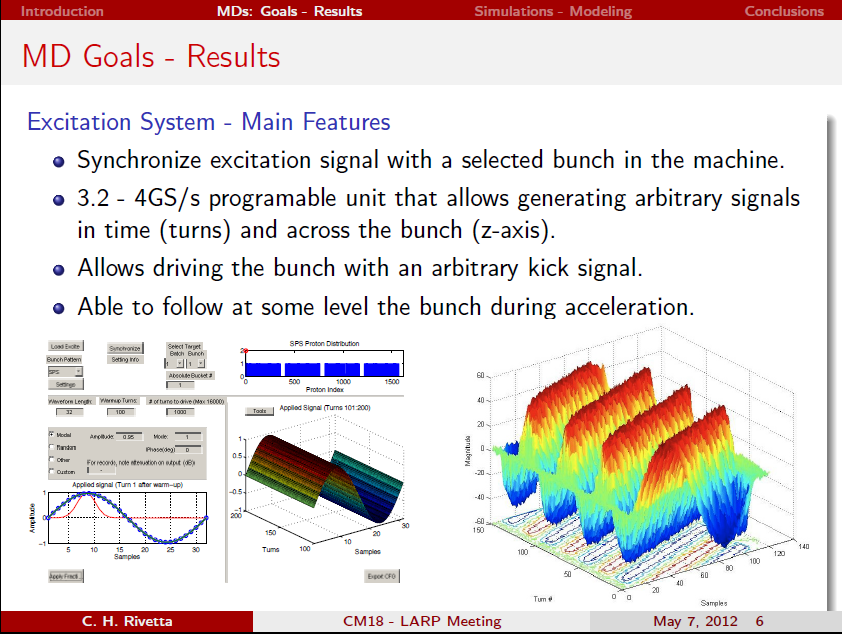 Introduction MDs: Goals - Results Simulations - Modeling Conclusions
MD Goals - Results
Excitation System - Main Features
Synchronize excitation signal with a selected bunch in the machine.
3.2 - 4GS/s programable unit that allows generating arbitrary signals
in time (turns) and across the bunch (z-axis).
Allows driving the bunch with an arbitrary kick signal.
Able to follow at some level the bunch during acceleration.
Load Excite
Synchronize
Select Target
Batch Bunch
Bunch Pattern
Setting Info
1 1
SPS
Absolute Bucket #
Settings
1
Waveform Length: Warmup Turns: # of turns to drive (Max 16000)
32 100 1000
Model Amplitude: 0.95 Mode: 1
Random 0
Other For records, note attenuation on output: (dB):
Custom -
Applied signal (Turn 1 after warm-up)
Amplitude
1
0
-1
5 10 15 20 25 30
Samples
SPS Proton Distribution
2
1
0
0 500 1000 1500
Proton Index
Tools Applied Signal (Turns 101:200)
1
0.5
0
-0.5
-1
200
150
100
Turns
10 20 30
Samples
Export CFG
Magnitude
60
40
20
0
-20
-40
-60
150
100
50
0
Turn #
0 20 40 60 80 100 120 140
Samples
C. H. Rivetta CM18 - LARP Meeting May 7, 2012 6